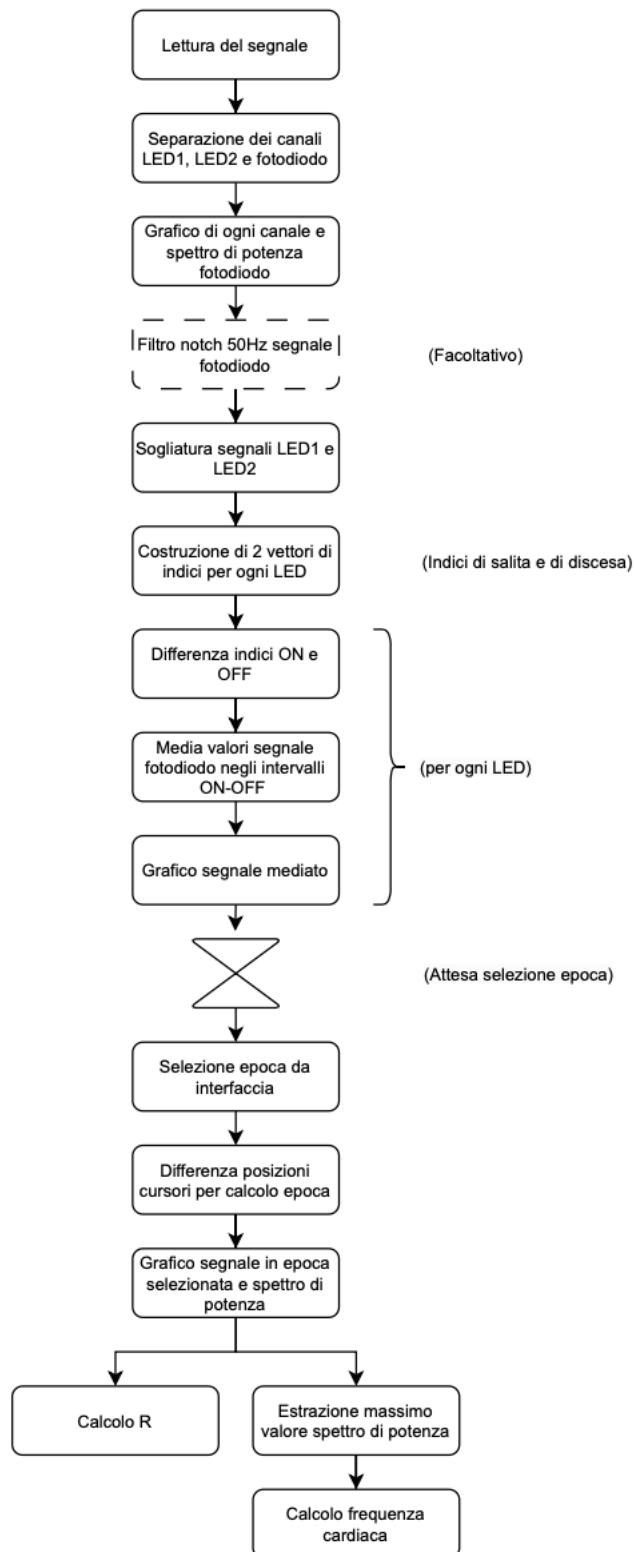 Lettura del segnale
Separazione dei canali
LED1, LED2 e fotodiodo
Grafico di ogni canale e
spettro di potenza
fotodiodo
Filtro notch 50Hz segnale
fotodiodo
(Facoltativo)
Sogliatura segnali LED1 e
LED2
Costruzione di 2 vettori di
indici per ogni LED
(Indici di salita e di discesa)
Differenza indici ON e
OFF
Media valori segnale
fotodiodo negli intervalli
ON-OFF
(per ogni LED)
Grafico segnale mediato
(Attesa selezione epoca)
Selezione epoca da
interfaccia
Differenza posizioni
cursori per calcolo epoca
Grafico segnale in epoca
selezionata e spettro di
potenza
Calcolo R
Estrazione massimo
valore spettro di potenza
Calcolo frequenza
cardiaca